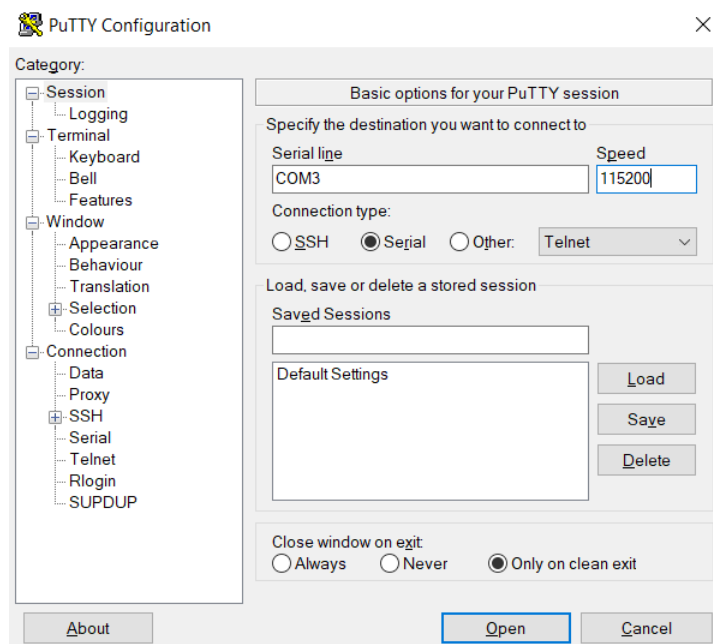 PuTTY Configuration
Category:
Session
Logging
Terminal
Keyboard
Bell
Features
Window
Appearance
Behaviour
Translation
Selection
Colours
Connection
Data
Proxy
SSH
Serial
Telnet
Rlogin
SUPDUP
Basic options for your PuTTY session
Specify the destination you want to connect to
Serial line Speed
COM3 115200
Connection type:
SSH Serial Other: Telnet
Load, save or delete a stored session
Saved Sessions
Default Settings
Load
Save
Delete
Close window on exit:
Always Never Only on clean exit
About Open Cancel